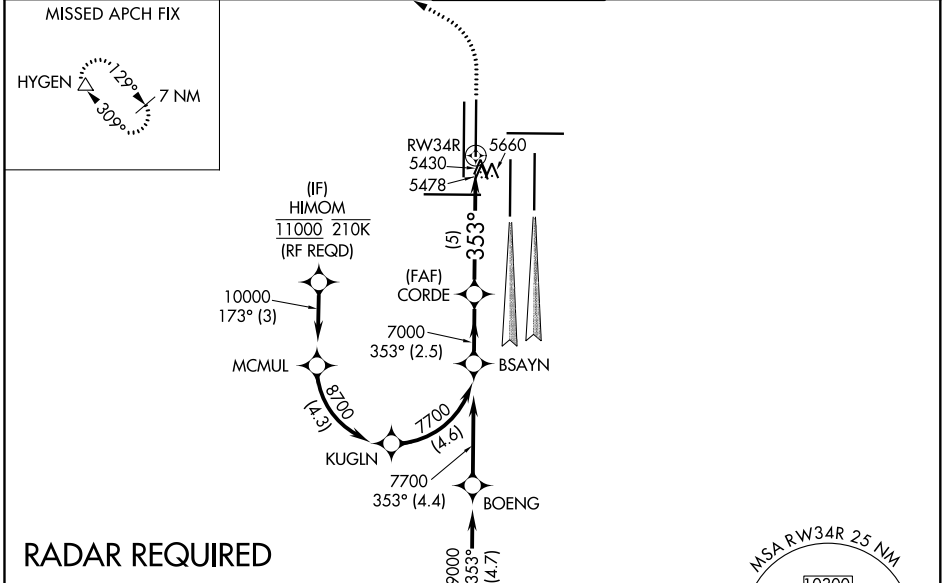 MISSED APCH FIX
HYGEN
129°
309°
7 NM
RW34R
5660
5430
5478
(IF)
HIMOM
11000 210K
(RF REQD)
353°
(5)
(FAF)
CORDE
10000
173° (3)
7000
353° (2.5)
MCMUL
BSAYN
8700
(4.3)
7700
(4.6)
KUGLN
7700
353° (4.4)
BOENG
RADAR REQUIRED
9000
353°
(4.7)
MSA RW34R 25 NM
10200